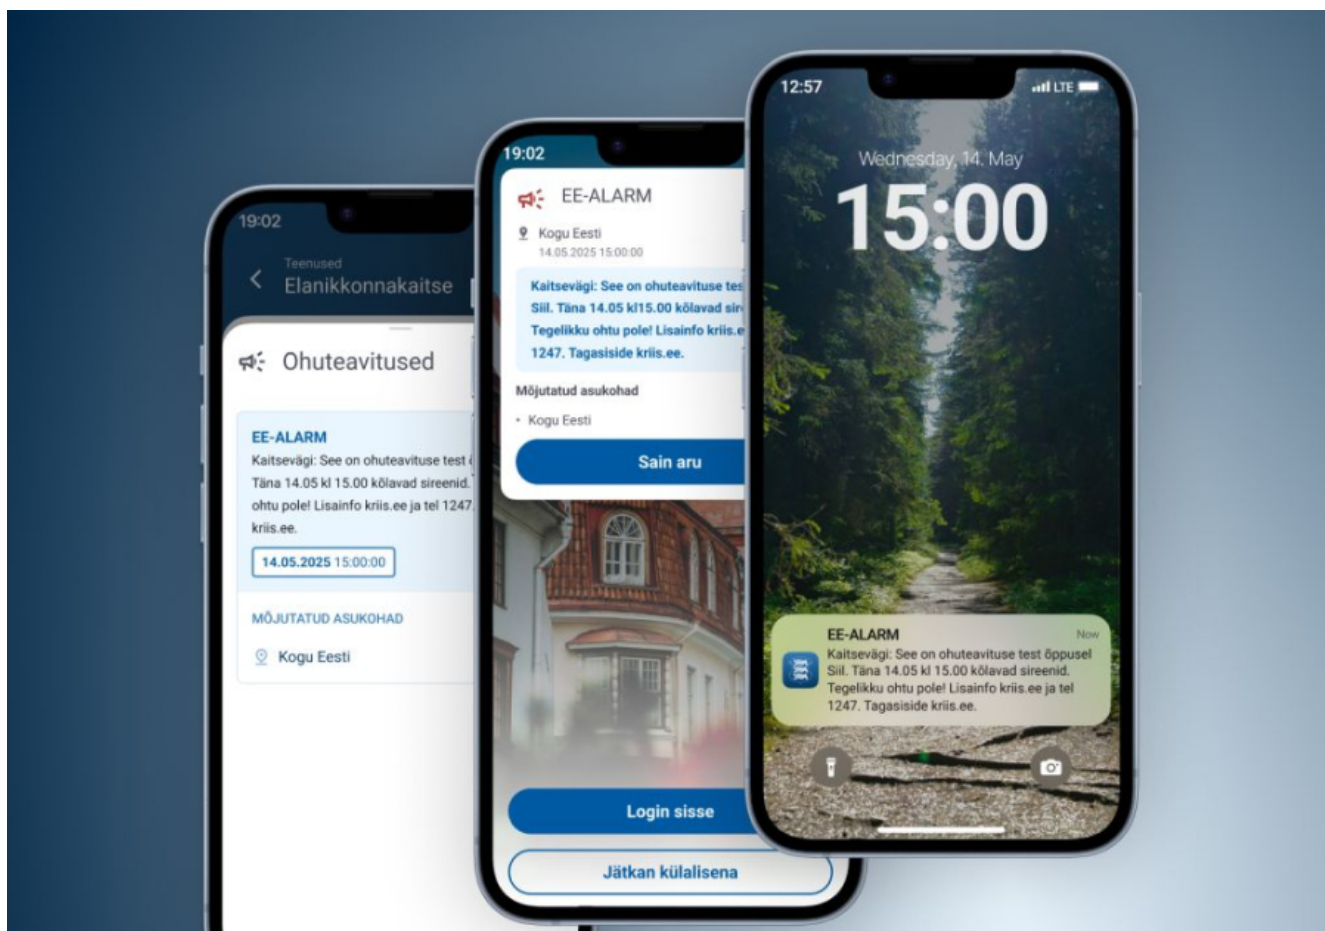 19:02
Teenused
Elanikkonnakaitse
Ohuteavitused
EE-ALARM
Kaitsevägi: See on ohuteavituse test
Täna 14.05 kl 15.00 kõlavad sireenid.
ohtu pole! Lisainfo kriis.ee ja tel 1247.
kriis.ee.
14.05.2025 15:00:00
MÕJUTATUD ASUKOHAD
Kogu Eesti
19:02
EE-ALARM
Kogu Eesti
14.05.2025 15:00:00
Kaitsevägi: See on ohuteavituse tes
Siil. Täna 14.05 kl15.00 kõlavad sir
Tegelikku ohtu pole! Lisainfo kriis.e
1247. Tagasiside kriis.ee.
Mõjutatud asukohad
• Kogu Eesti
Sain aru
Login sisse
Jätkan külalisena
12:57
LTE
Wednesday, 14. May
15:00
EE-ALARM Now
Kaitsevägi: See on ohuteavituse test õppusel
Siil. Täna 14.05 kl 15.00 kõlavad sireenid.
Tegelikku ohtu pole! Lisainfo kriis.ee ja tel
1247. Tagasiside kriis.ee.